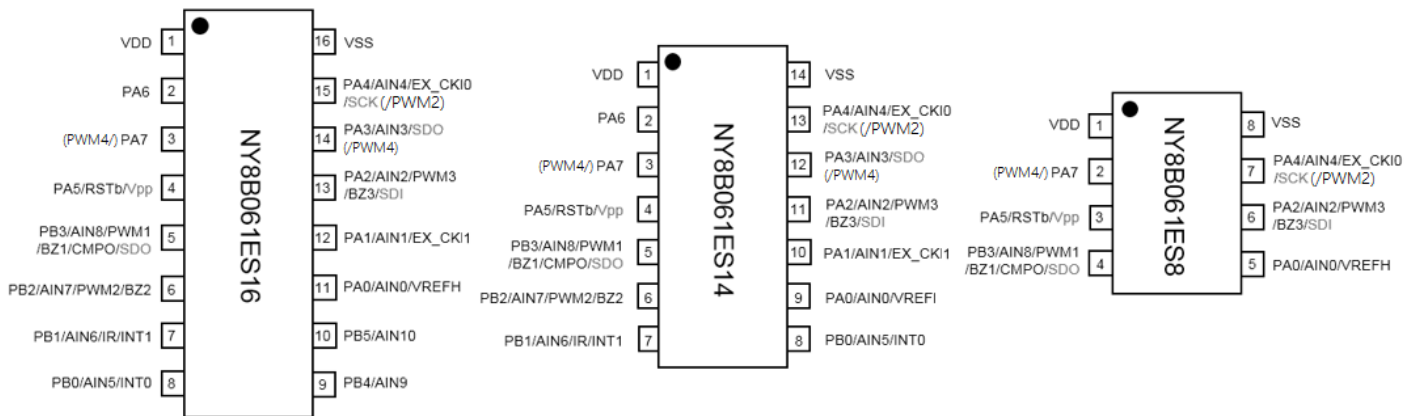 VDD 1
PA6 2
(PWM4/) PA7 3
PA5/RSTb/Vpp 4
PB3/AIN8/PWM1
/BZ1/CMPO/SDO 5
PB2/AIN7/PWM2/BZ2 6
PB1/AIN6/IR/INT1 7
PB0/AIN5/INT0 8
NY8B061ES16
16 VSS
15 PA4/AIN4/EX_CKI0
/SCK(/PWM2)
14 PA3/AIN3/SDO
(/PWM4)
13 PA2/AIN2/PWM3
/BZ3/SDI
12 PA1/AIN1/EX_CKI1
11 PA0/AIN0/VREFH
10 PB5/AIN10
9 PB4/AIN9
VDD 1
PA6 2
(PWM4/) PA7 3
PA5/RSTb/Vpp 4
PB3/AIN8/PWM1
/BZ1/CMPO/SDO 5
PB2/AIN7/PWM2/BZ2 6
PB1/AIN6/IR/INT1 7
NY8B061ES14
14 VSS
13 PA4/AIN4/EX_CKI0
/SCK(/PWM2)
12 PA3/AIN3/SDO
(/PWM4)
11 PA2/AIN2/PWM3
/BZ3/SDI
10 PA1/AIN1/EX_CKI1
9 PA0/AIN0/VREFI
8 PB0/AIN5/INT0
VDD 1
(PWM4/) PA7 2
PA5/RSTb/Vpp 3
PB3/AIN8/PWM1
/BZ1/CMPO/SDO 4
NY8B061ES8
8 VSS
7 PA4/AIN4/EX_CKI0
/SCK(/PWM2)
6 PA2/AIN2/PWM3
/BZ3/SDI
5 PA0/AIN0/VREFH